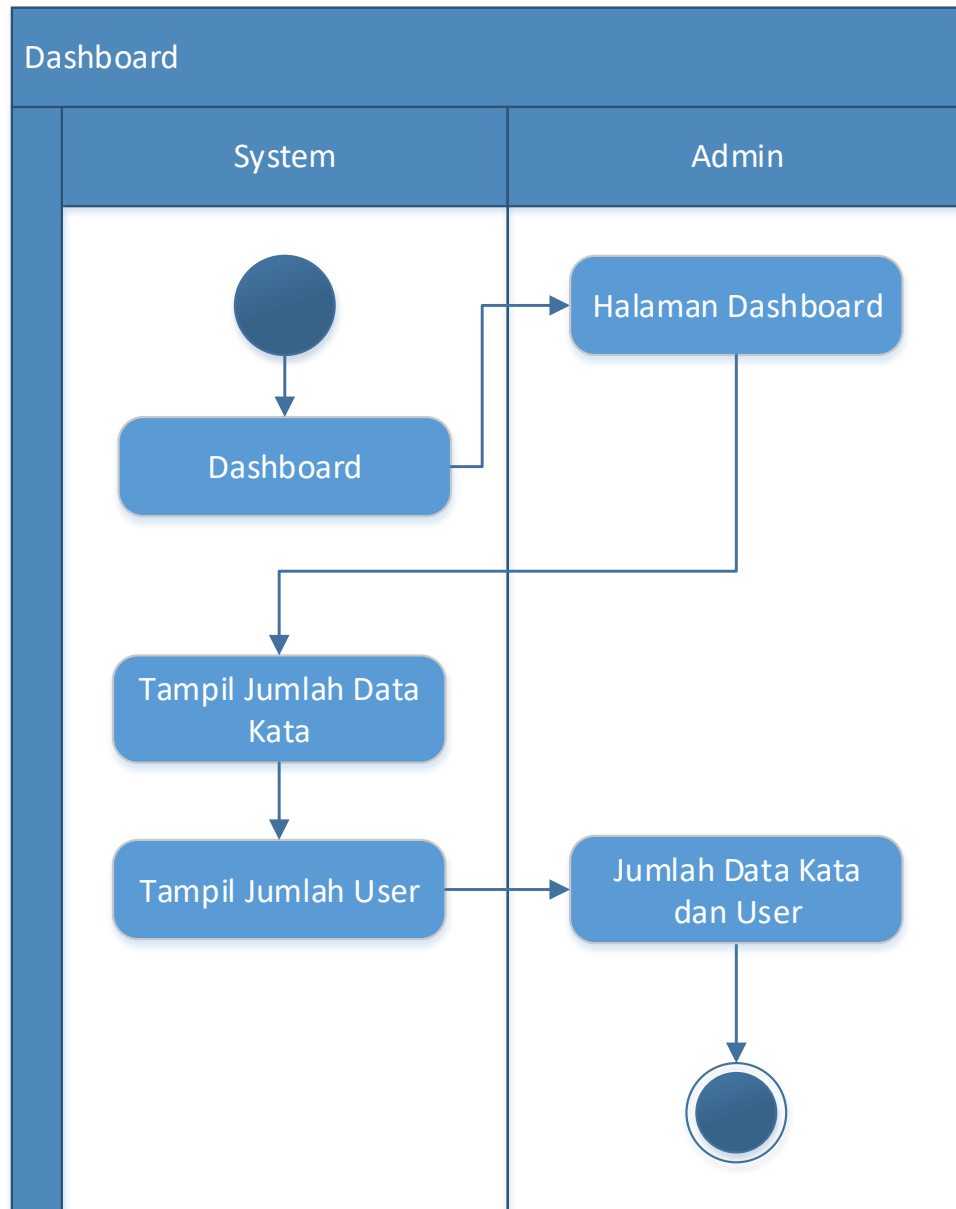 Dashboard
System
Admin
Halaman Dashboard
Dashboard
Tampil Jumlah Data
Kata
Tampil Jumlah User
Jumlah Data Kata
dan User